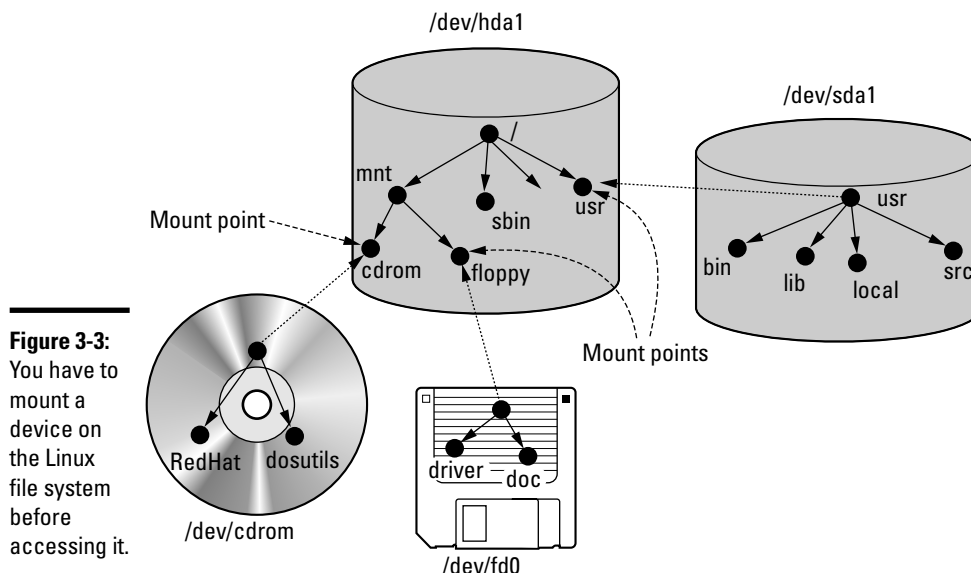 /dev/hda1
/dev/sda1
/
mnt
sbin
usr
usr
Mount point
cdrom
floppy
bin
lib
local
src
Mount points
Figure 3-3:
You have to
mount a
device on
the Linux
file system
before
accessing it.
RedHat
dosutils
driver
doc
/dev/cdrom
/dev/fd0